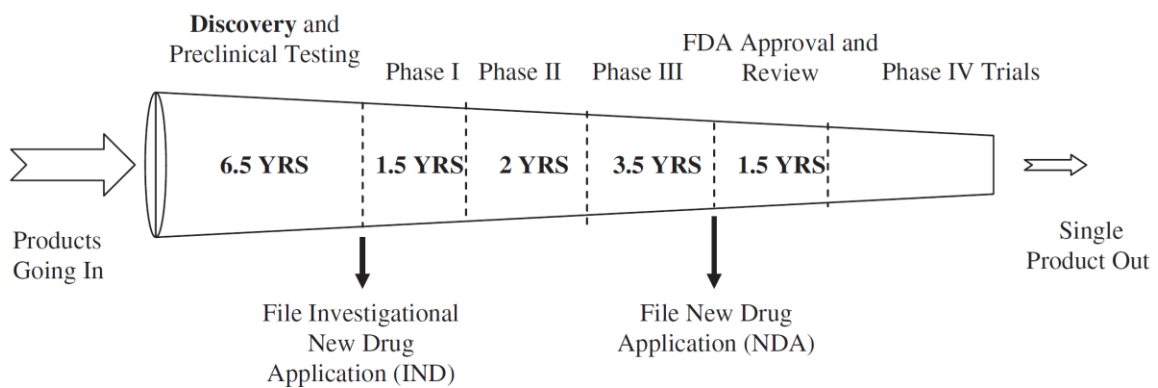 Discovery and
Preclinical Testing
Phase I
Phase II
Phase III
FDA Approval and
Review
Phase IV Trials
6.5 YRS
1.5 YRS
2 YRS
3.5 YRS
1.5 YRS
Products
Going In
Single
Product Out
File Investigational
New Drug
Application (IND)
File New Drug
Application (NDA)